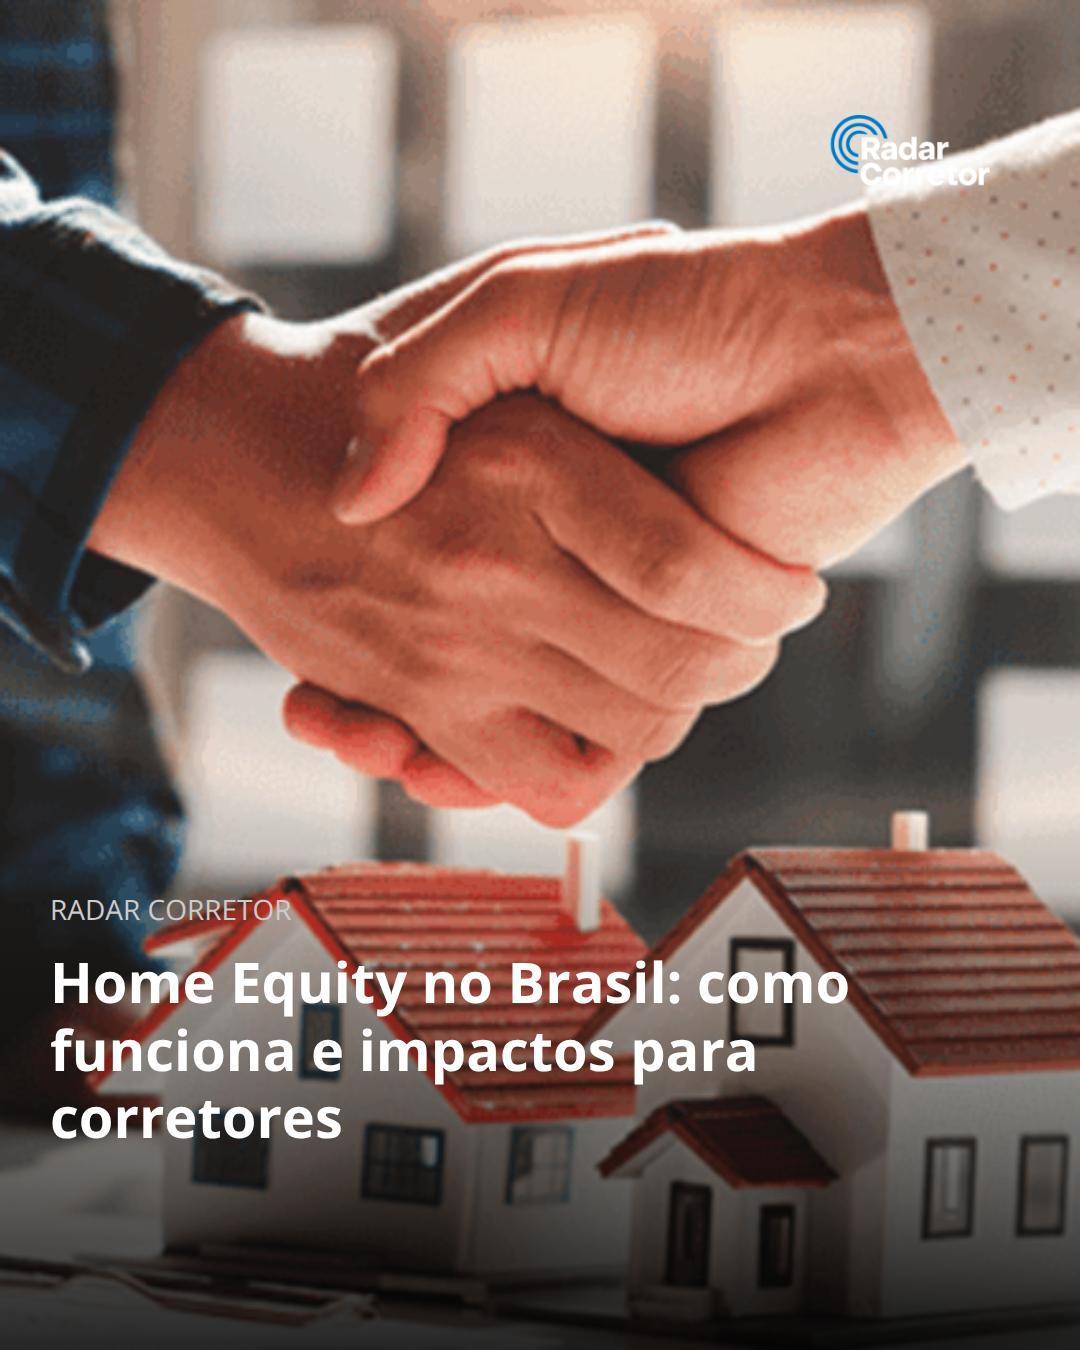 Radar
Corretor
RADAR CORRETOR
Home Equity no Brasil: como
funciona e impactos para
corretores